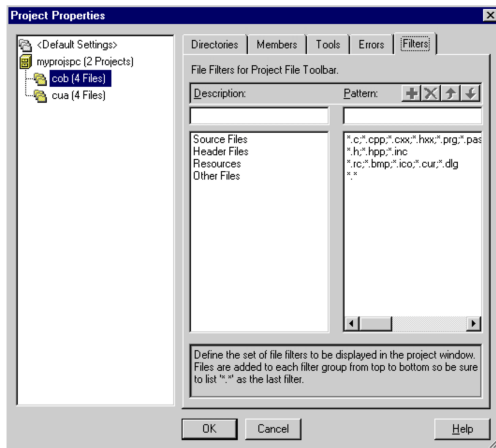 Project Properties
<Default Settings>
myprojspc (2 Projects)
cob (4 Files)
cua (4 Files)
Directories Members Tools Errors Filters
File Filters for Project File Toolbar.
Description: Pattern:
Source Files *.c;*.cpp;*.cxx;*.hxx;*.prg;*.pas
Header Files *.h;*.hpp;*.inc
Resources *.rc;*.bmp;*.ico;*.cur;*.dlg
Other Files *.*
Define the set of file filters to be displayed in the project window.
Files are added to each filter group from top to bottom so be sure
to list '*.*' as the last filter.
OK Cancel Help